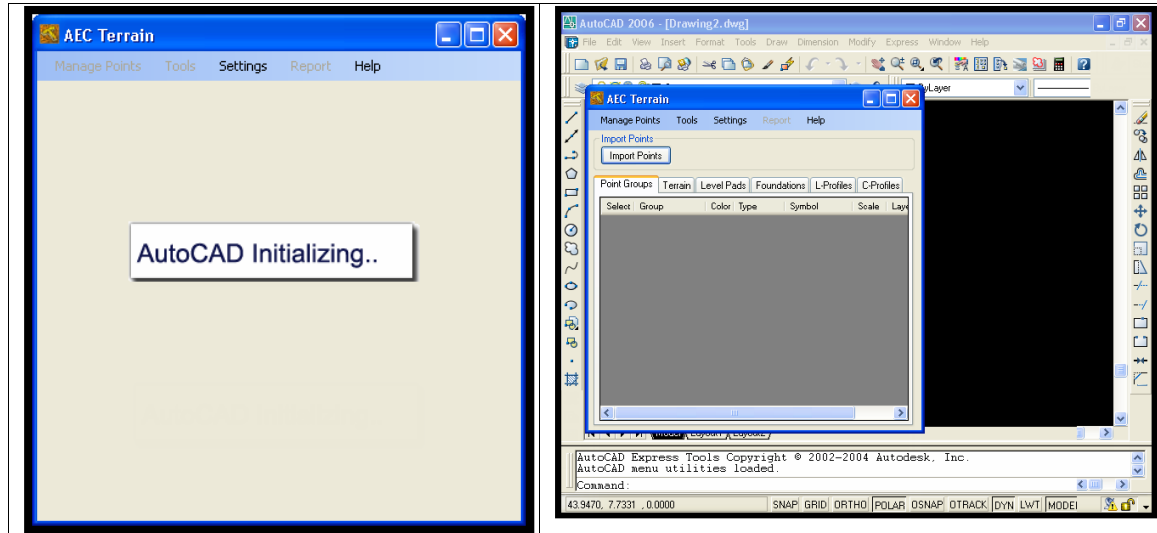 AEC Terrain
Manage Points Tools Settings Report Help
AutoCAD Initializing..
AutoCAD 2006 - [Drawing2.dwg]
File Edit View Insert Format Tools Draw Dimension Modify Express Window Help
ByLayer
AEC Terrain
Manage Points Tools Settings Report Help
Import Points
Import Points
Point Groups Terrain Level Pads Foundations L-Profiles C-Profiles
Select Group Color Type Symbol Scale Laye
Model Layout1 Layout2
AutoCAD Express Tools Copyright © 2002-2004 Autodesk, Inc.
AutoCAD menu utilities loaded.
Command:
43.9470, 7.7331 , 0.0000 SNAP GRID ORTHO POLAR OSNAP OTRACK DYN LWT MODEl